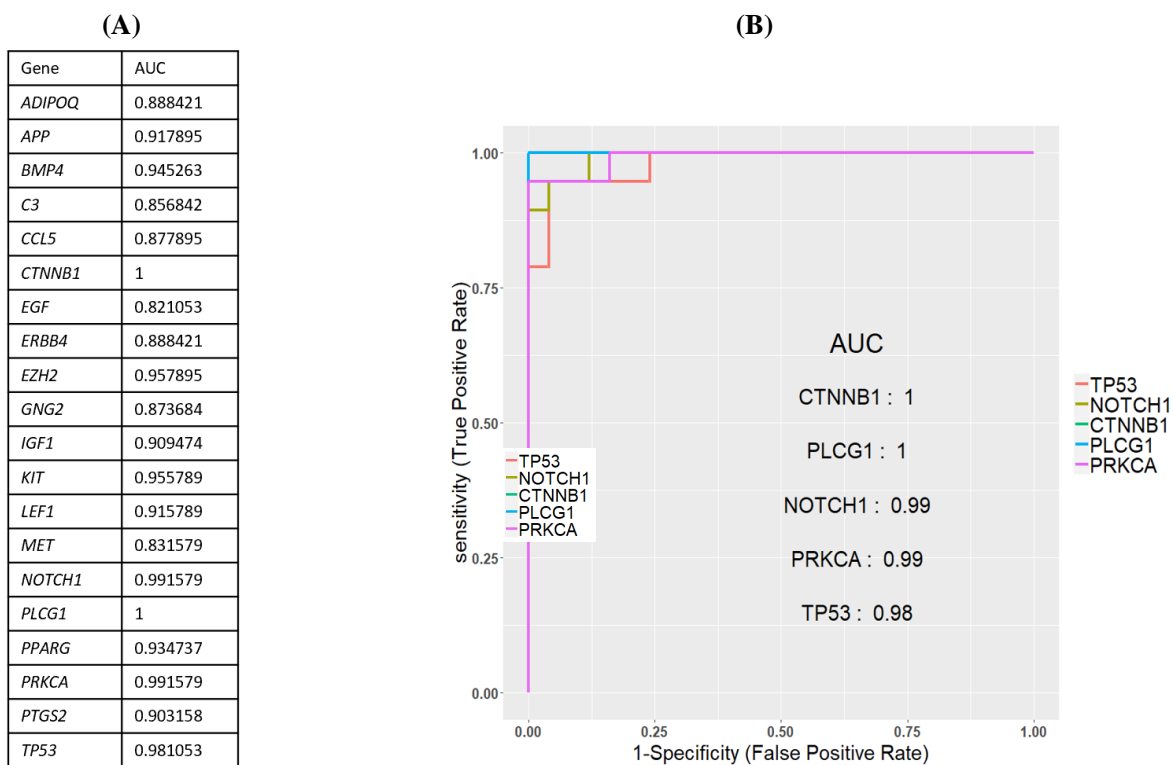 (A)
Gene AUC
ADIPOQ 0.888421
APP 0.917895
BMP4 0.945263
C3 0.856842
CCL5 0.877895
CTNNB1 1
EGF 0.821053
ERBB4 0.888421
EZH2 0.957895
GNG2 0.873684
IGF1 0.909474
KIT 0.955789
LEF1 0.915789
MET 0.831579
NOTCH1 0.991579
PLCG1 1
PPARG 0.934737
PRKCA 0.991579
PTGS2 0.903158
TP53 0.981053
(B)
sensitivity (True Positive Rate)
1.00
0.75
0.50
0.25
0.00
TP53
NOTCH1
CTNNB1
PLCG1
PRKCA
AUC
CTNNB1 : 1
PLCG1 : 1
NOTCH1 : 0.99
PRKCA : 0.99
TP53 : 0.98
0.00 0.25 0.50 0.75 1.00
1-Specificity (False Positive Rate)
TP53
NOTCH1
CTNNB1
PLCG1
PRKCA